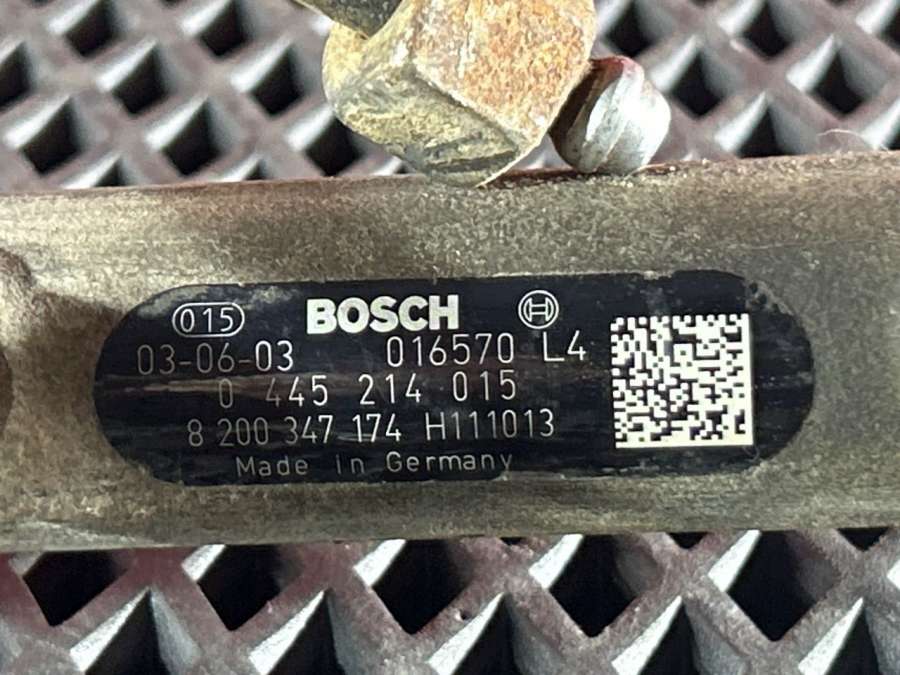 015 BOSCH
03-06-03 016570 L4
0 445 214 015
8 200 347 174 H111013
Made in Germany